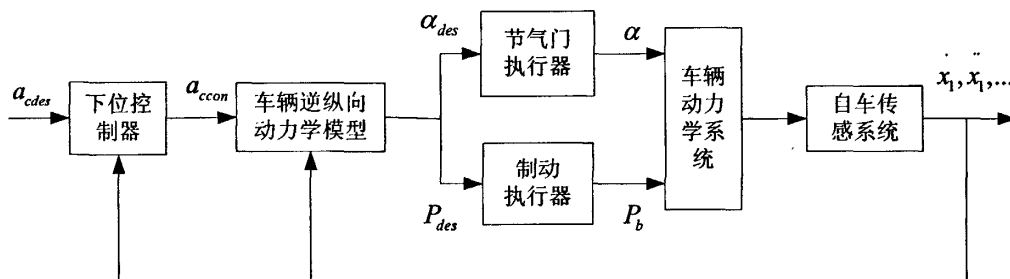 a_cdes
下位控
制器
a_ccon
车辆逆纵向
动力学模型
α_des
节气门
执行器
α
P_des
制动
执行器
P_b
车辆
动力
学系
统
自车传
感系统
ẋ₁, ẍ₁,...